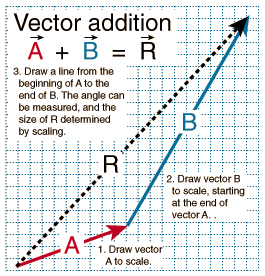 Vector addition
A + B = R
3. Draw a line from the
beginning of A to the
end of B. The angle can
be measured, and the
size of R determined
by scaling.
B
R
2. Draw vector B
to scale, starting
at the end of
vector A. .
A
1. Draw vector
A to scale.